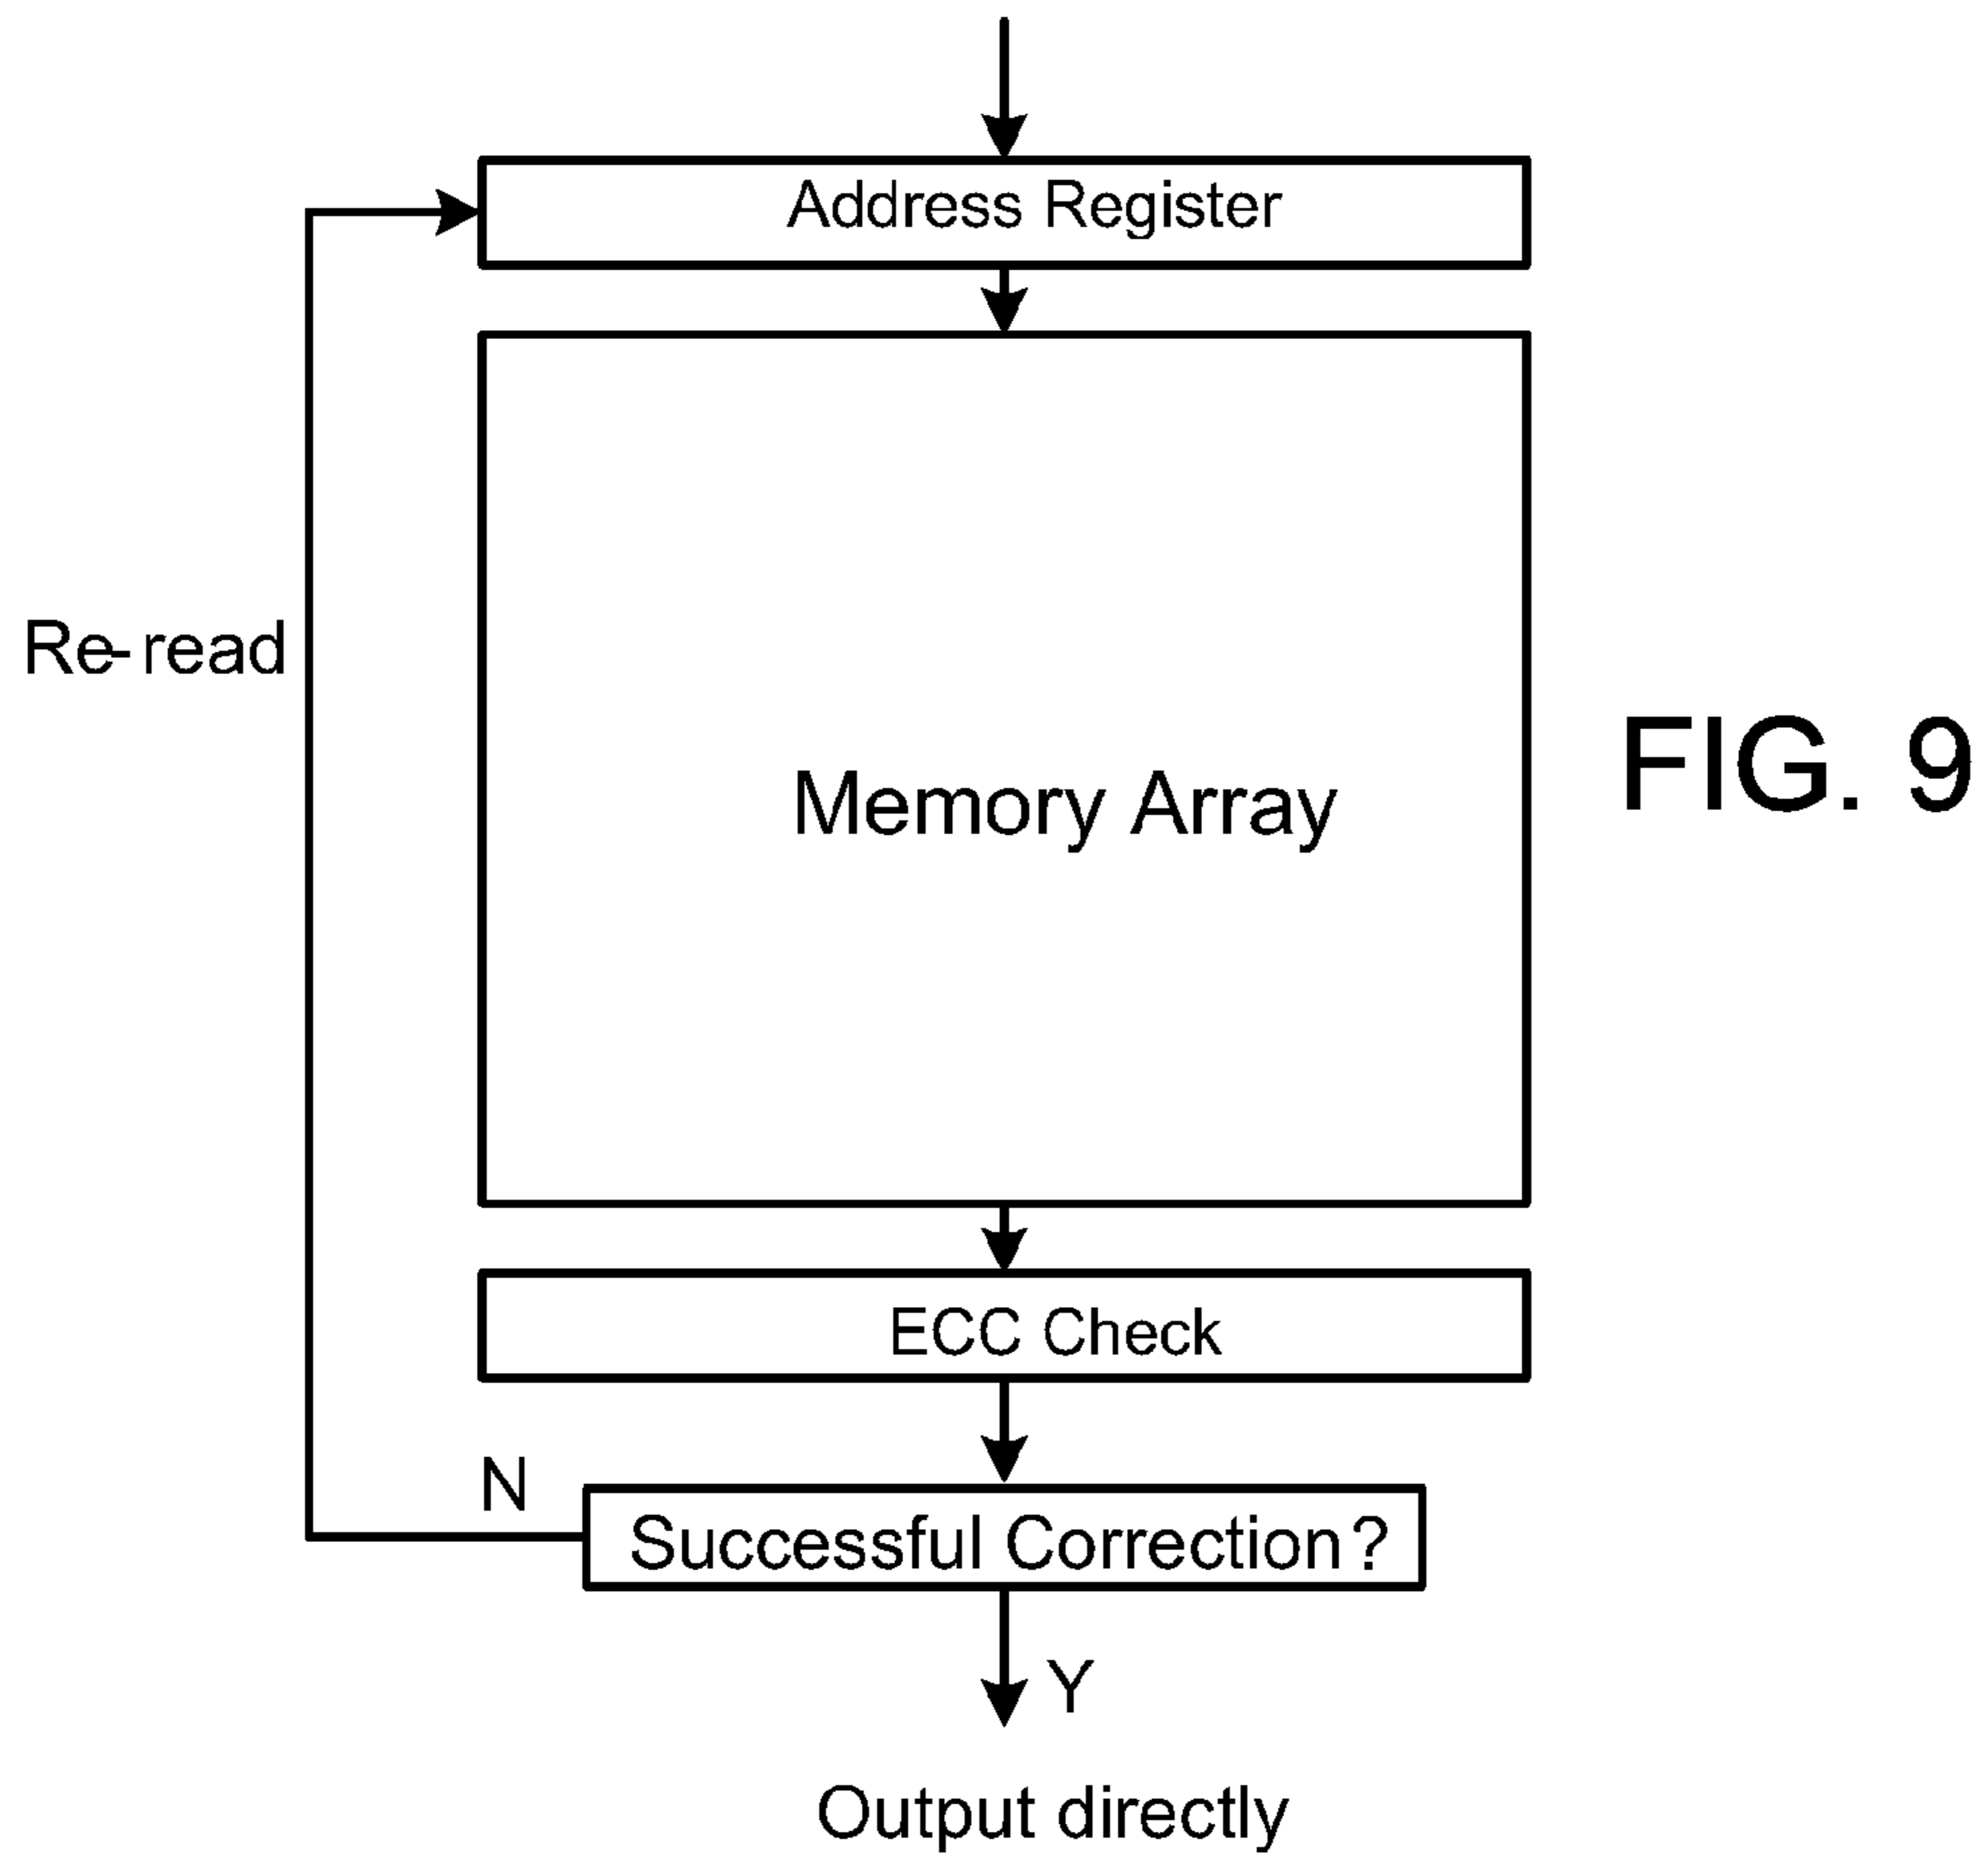 Address Register
Re-read
Memory Array
FIG. 9
ECC Check
N
Successful Correction?
Y
Output directly